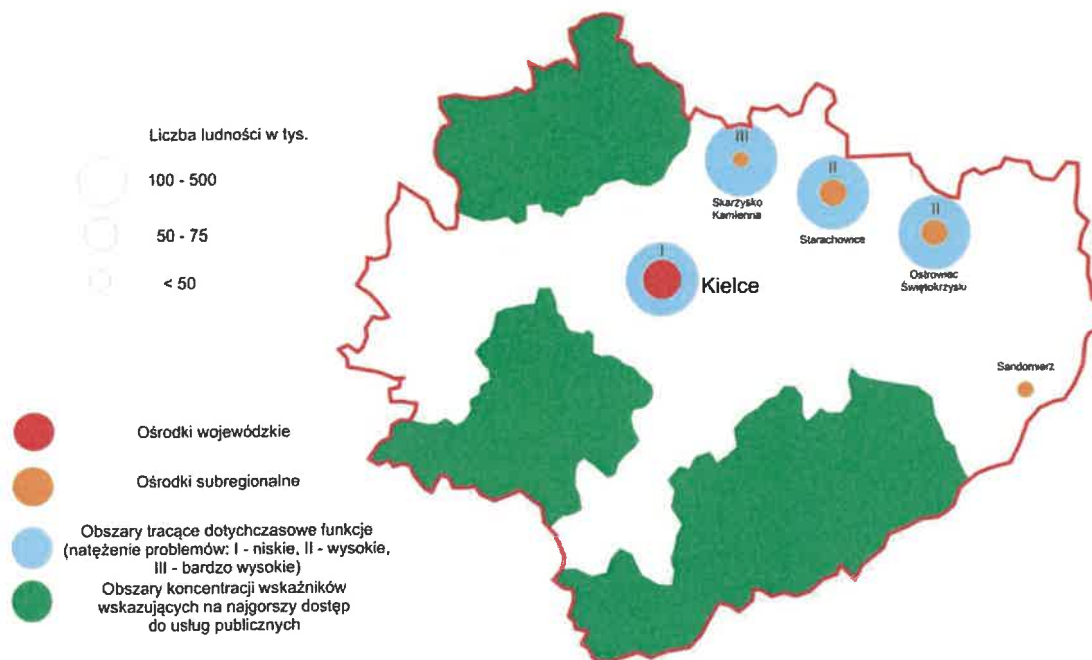 Liczba ludności w tys.
100 - 500
50 - 75
< 50
Ośrodki wojewódzkie
Ośrodki subregionalne
Obszary tracące dotychczasowe funkcje
(natężenie problemów: I - niskie, II - wysokie,
III - bardzo wysokie)
Obszary koncentracji wskaźników
wskazujących na najgorszy dostęp
do usług publicznych
III
Skarżysko
Kamienna
II
Starachowice
II
Ostrowiec
Świętokrzysku
I
Kielce
Sandomierz